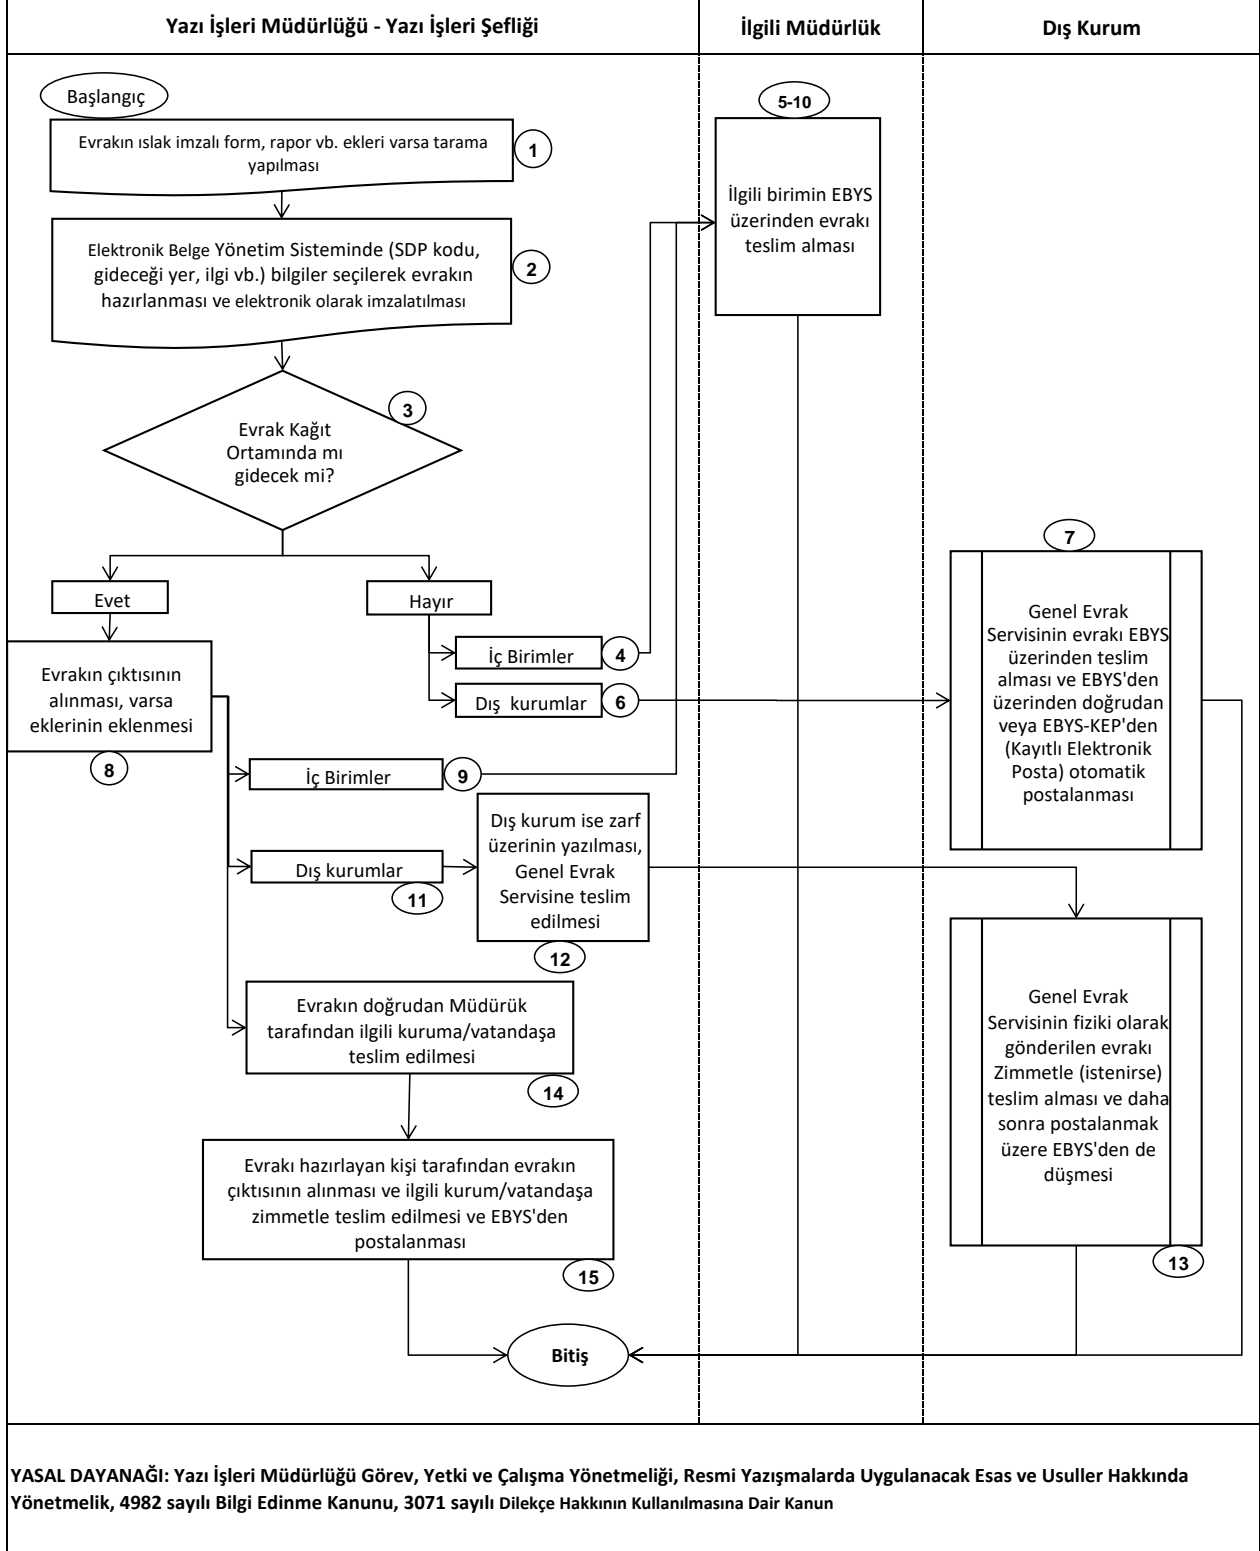 Yazı İşleri Müdürlüğü - Yazı İşleri Şefliği
İlgili Müdürlük
Dış Kurum
Başlangıç
Evrakın ıslak imzalı form, rapor vb. ekleri varsa tarama
yapılması
1
Elektronik Belge Yönetim Sisteminde (SDP kodu,
gideceği yer, ilgi vb.) bilgiler seçilerek evrakın
hazırlanması ve elektronik olarak imzalatılması
2
3
Evrak Kağıt
Ortamında mı
gidecek mi?
5-10
İlgili birimin EBYS
üzerinden evrakı
teslim alması
Evet
Hayır
İç Birimler
4
Dış  kurumlar
6
7
Genel Evrak
Servisinin evrakı EBYS
üzerinden teslim
alması ve EBYS'den
üzerinden doğrudan
veya EBYS-KEP'den
(Kayıtlı Elektronik
Posta) otomatik
postalanması
Evrakın çıktısının
alınması, varsa
eklerinin eklenmesi
8
İç Birimler
9
Dış kurumlar
11
Dış kurum ise zarf
üzerinin yazılması,
Genel Evrak
Servisine teslim
edilmesi
12
Genel Evrak
Servisinin fiziki olarak
gönderilen evrakı
Zimmetle (istenirse)
teslim alması ve daha
sonra postalanmak
üzere EBYS'den de
düşmesi
13
Evrakın doğrudan Müdürük
tarafından ilgili kuruma/vatandaşa
teslim edilmesi
14
Evrakı hazırlayan kişi tarafından evrakın
çıktısının alınması ve ilgili kurum/vatandaşa
zimmetle teslim edilmesi ve EBYS'den
postalanması
15
Bitiş
YASAL DAYANAĞI: Yazı İşleri Müdürlüğü Görev, Yetki ve Çalışma Yönetmeliği, Resmi Yazışmalarda Uygulanacak Esas ve Usuller Hakkında
Yönetmelik, 4982 sayılı Bilgi Edinme Kanunu, 3071 sayılı Dilekçe Hakkının Kullanılmasına Dair Kanun